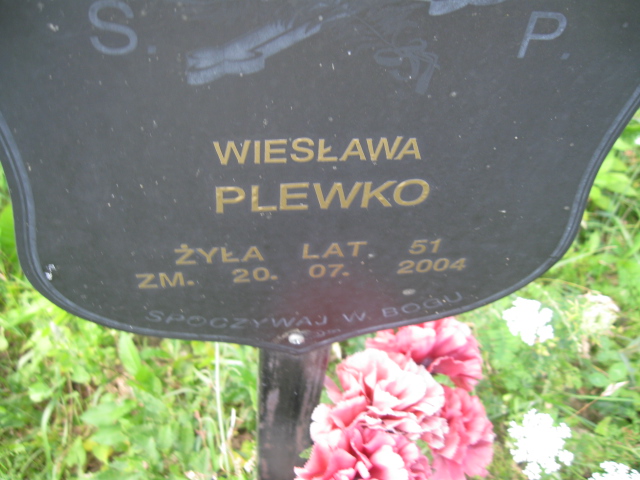 S. P.
WIESŁAWA
PLEWKO
ŻYŁA LAT. 51
ZM. 20. 07. 2004
SPOCZYWAJ W. BOGU